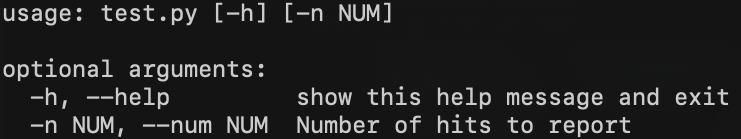 usage: test.py [-h] [-n NUM]
optional arguments:
-h, --help show this help message and exit
-n NUM, --num NUM Number of hits to report